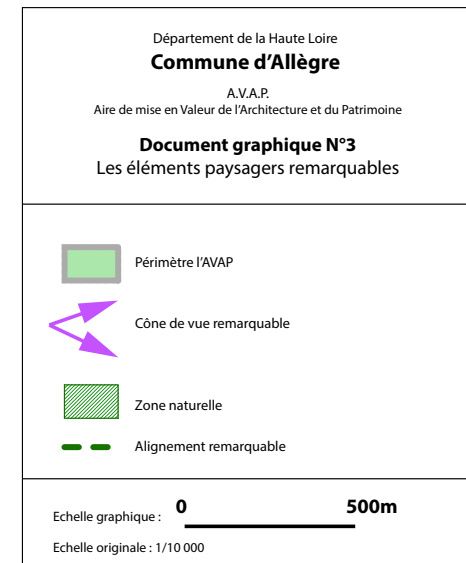 Département de la Haute Loire
Commune d'Allègre
A.V.A.P.
Aire de mise en Valeur de l'Architecture et du Patrimoine
Document graphique N°3
Les éléments paysagers remarquables
Périmètre l'AVAP
Cône de vue remarquable
Zone naturelle
Alignement remarquable
Echelle graphique : 0 500m
Echelle originale : 1/10 000